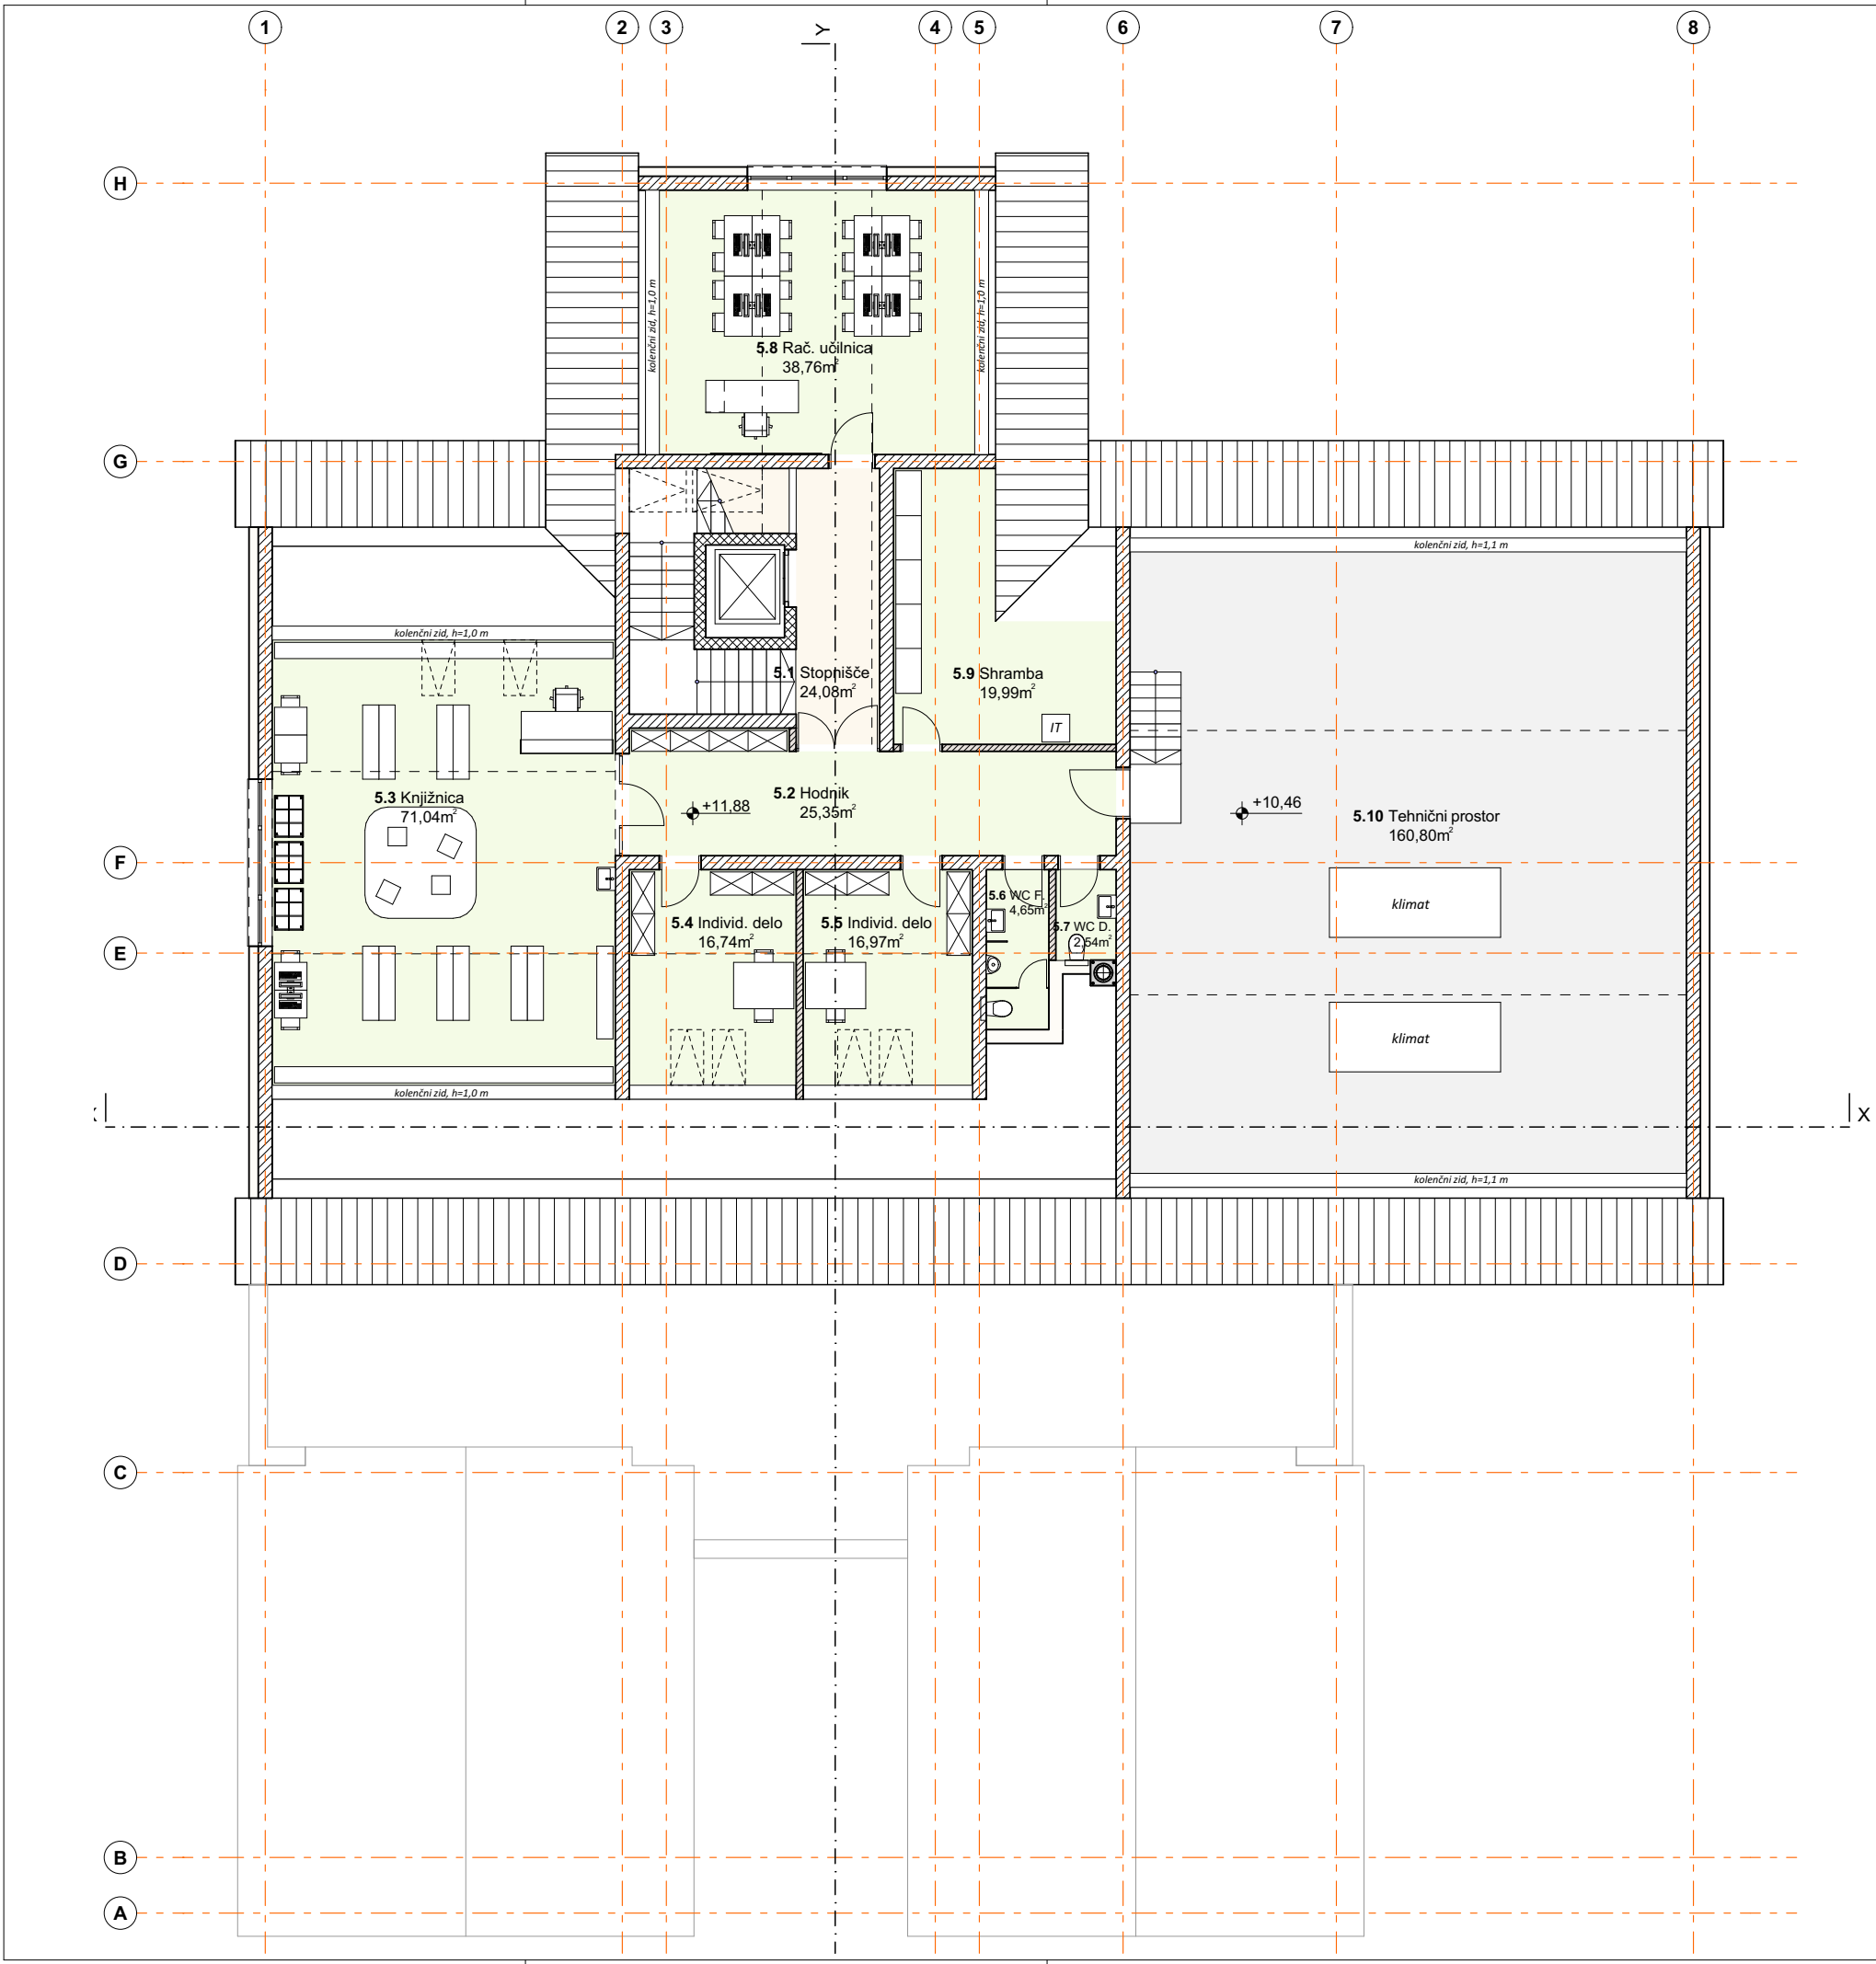 1 2 3 Y 4 5 6 7 8
H
kolenčni zid, h=1,0 m
kolenčni zid, h=1,0 m
5.8 Rač. učilnica
38,76m²
G
kolenčni zid, h=1,1 m
kolenčni zid, h=1,0 m
5.1 Stopnišče
24,08m²
5.9 Shramba
19,99m²
IT
5.3 Knjižnica
71,04m²
+11,88
5.2 Hodnik
25,35m²
+10,46
5.10 Tehnični prostor
160,80m²
F
5.4 Individ. delo
16,74m²
5.5 Individ. delo
16,97m²
5.6 WC F.
4,65m²
5.7 WC D.
2,54m²
klimat
E
klimat
kolenčni zid, h=1,0 m
X
kolenčni zid, h=1,1 m
D
C
B
A